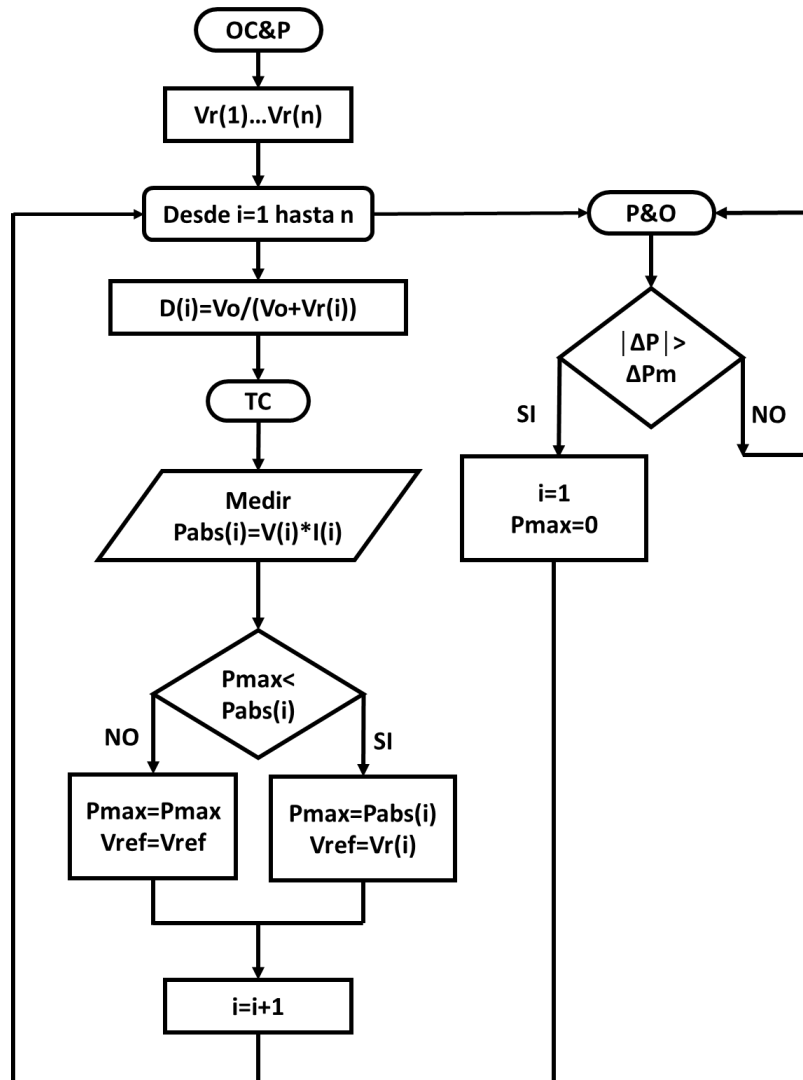 OC&P
Vr(1)...Vr(n)
Desde i=1 hasta n
P&O
D(i)=Vo/(Vo+Vr(i))
|ΔP|>
ΔPm
TC
SI
NO
Medir
Pabs(i)=V(i)*I(i)
i=1
Pmax=0
Pmax<
Pabs(i)
NO
SI
Pmax=Pmax
Vref=Vref
Pmax=Pabs(i)
Vref=Vr(i)
i=i+1